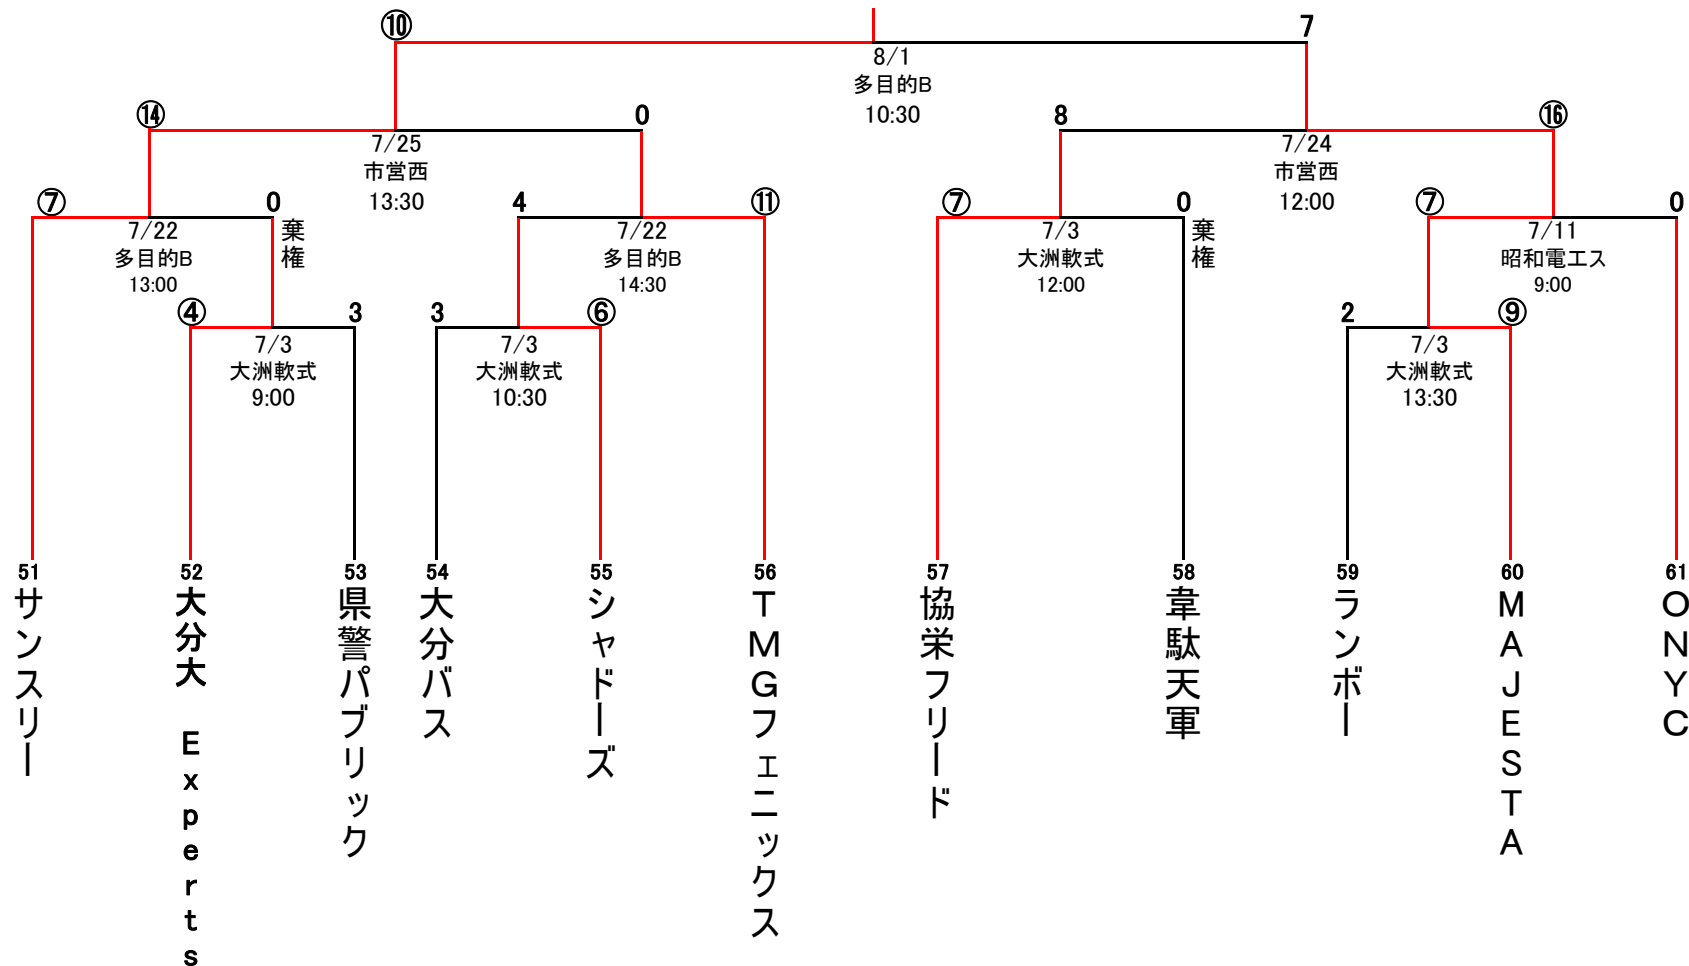 ⑩
7
8/1
多目的B
10:30
⑭
0
7/25
市営西
13:30
8
⑯
7/24
市営西
12:00
⑦
0
棄権
7/22
多目的B
13:00
4
⑪
7/22
多目的B
14:30
⑦
0
棄権
7/3
大洲軟式
12:00
⑦
0
7/11
昭和電工ス
9:00
④
3
7/3
大洲軟式
9:00
3
⑥
7/3
大洲軟式
10:30
2
⑨
7/3
大洲軟式
13:30
51
サンスリー
52
大分大 Experts
53
県警パブリック
54
大分バス
55
シャドーズ
56
TMGフェニックス
57
協栄フリード
58
韋駄天軍
59
ランボー
60
MAJESTA
61
ONYC